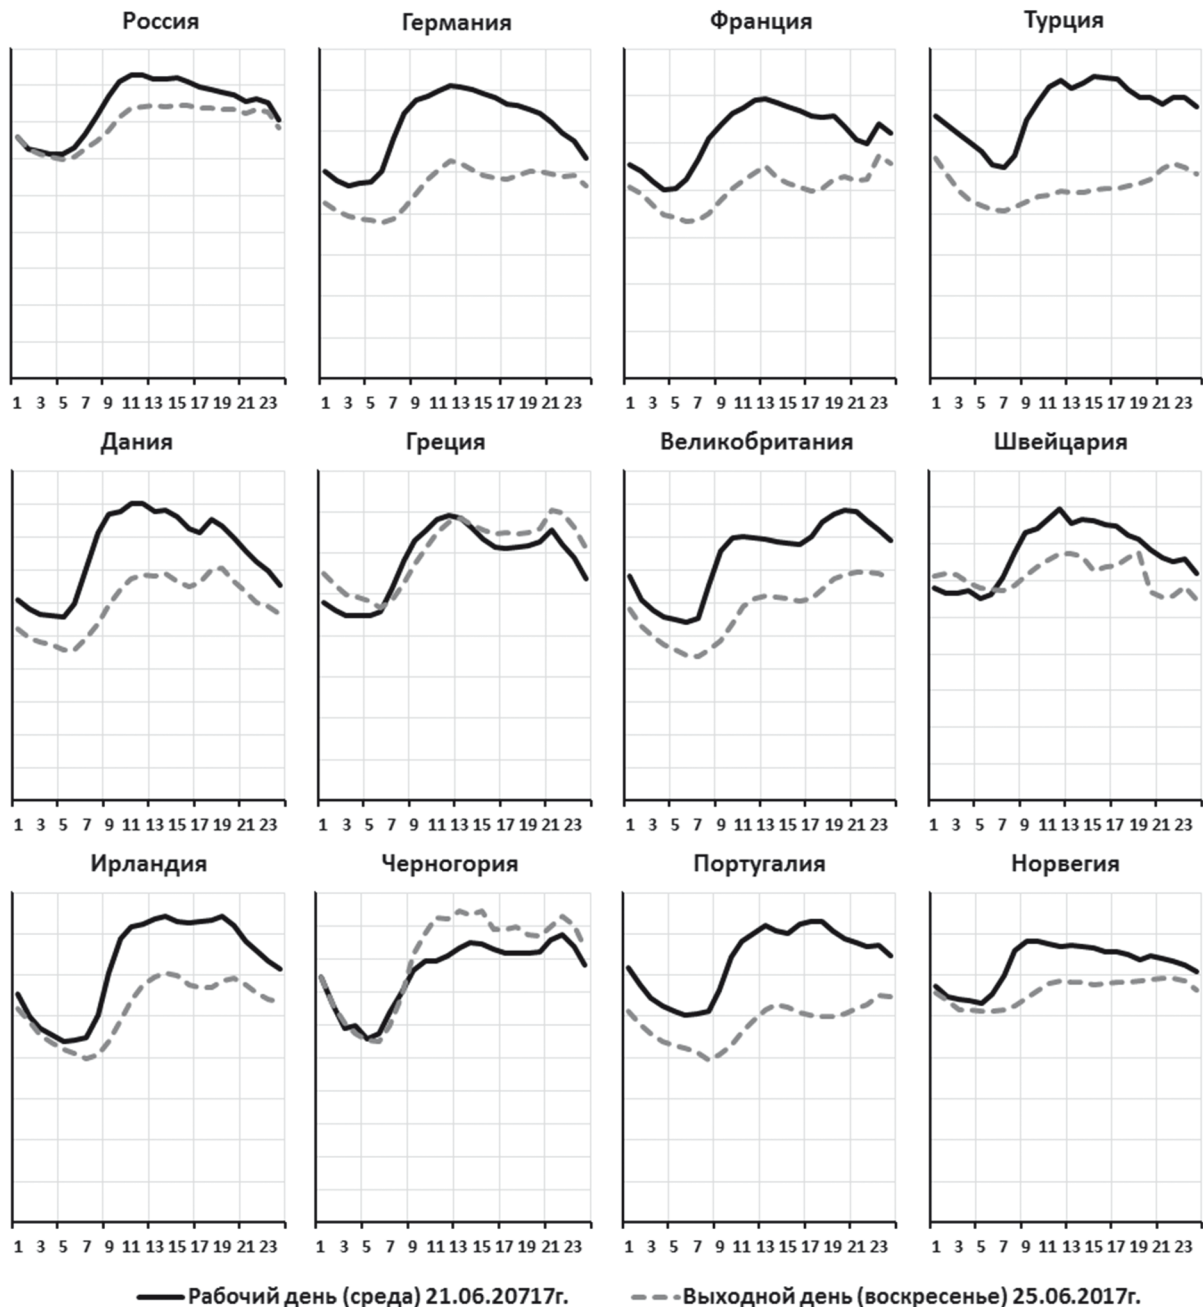 Россия Германия Франция Турция
1 3 5 7 9 11 13 15 17 19 21 23 1 3 5 7 9 11 13 15 17 19 21 23 1 3 5 7 9 11 13 15 17 19 21 23 1 3 5 7 9 11 13 15 17 19 21 23
Дания Греция Великобритания Швейцария
1 3 5 7 9 11 13 15 17 19 21 23 1 3 5 7 9 11 13 15 17 19 21 23 1 3 5 7 9 11 13 15 17 19 21 23 1 3 5 7 9 11 13 15 17 19 21 23
Ирландия Черногория Португалия Норвегия
1 3 5 7 9 11 13 15 17 19 21 23 1 3 5 7 9 11 13 15 17 19 21 23 1 3 5 7 9 11 13 15 17 19 21 23 1 3 5 7 9 11 13 15 17 19 21 23
Рабочий день (среда) 21.06.20717г. Выходной день (воскресенье) 25.06.2017г.